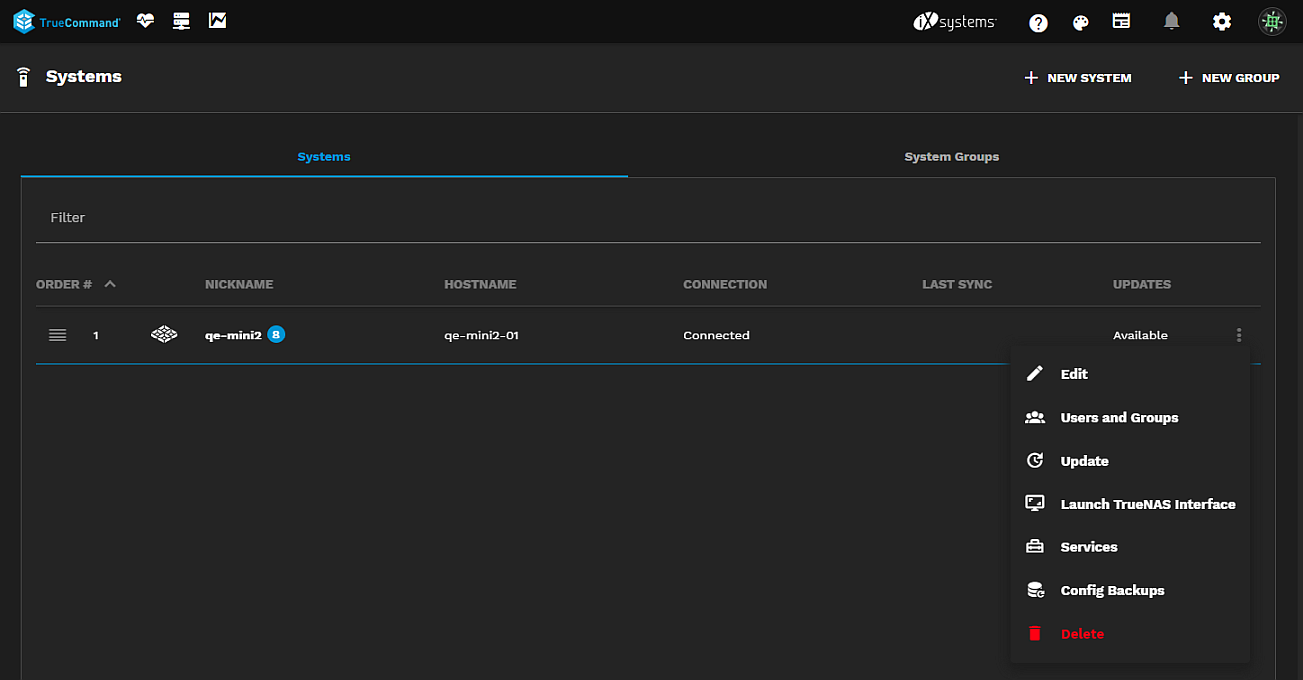 TrueCommand
iXsystems
?
Systems
+ NEW SYSTEM
+ NEW GROUP
Systems
System Groups
Filter
ORDER # NICKNAME HOSTNAME CONNECTION LAST SYNC UPDATES
1 qe-mini2 8 qe-mini2-01 Connected Available
Edit
Users and Groups
Update
Launch TrueNAS Interface
Services
Config Backups
Delete